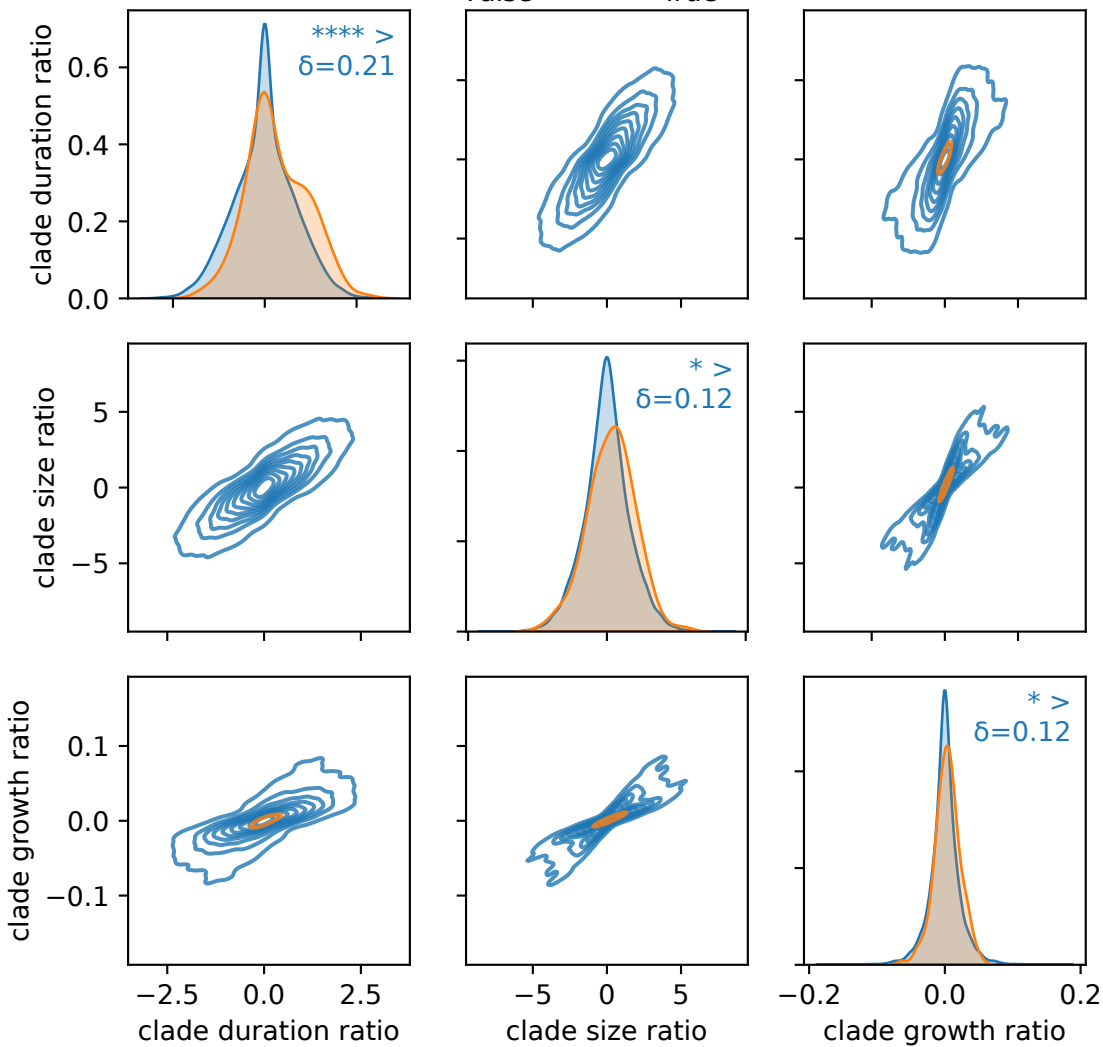 clade duration ratio
0.6
0.4
0.2
0.0
**** >
δ=0.21
clade size ratio
5
0
−5
* >
δ=0.12
clade growth ratio
0.1
0.0
−0.1
* >
δ=0.12
−2.5 0.0 2.5
clade duration ratio
−5 0 5
clade size ratio
−0.2 0.0 0.2
clade growth ratio